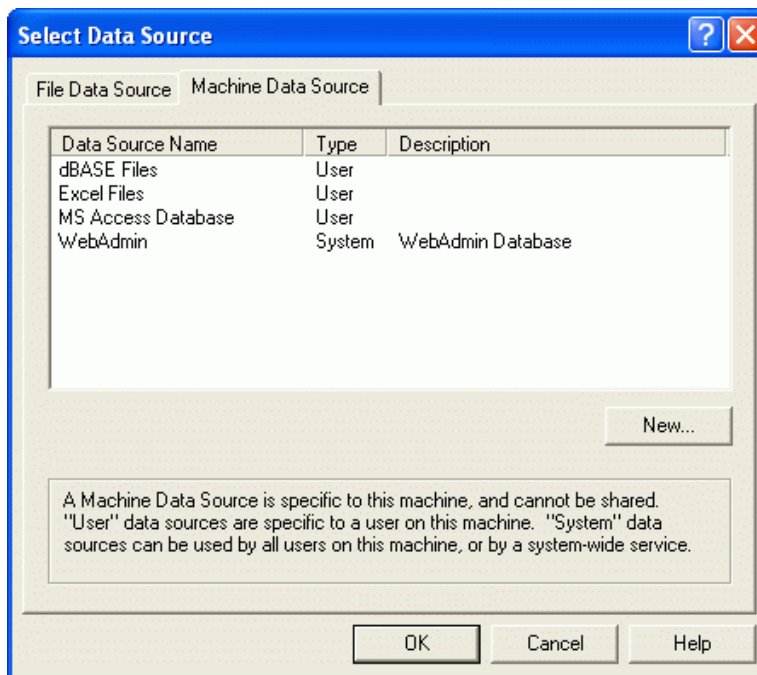 Select Data Source
File Data Source Machine Data Source
Data Source Name Type Description
dBASE Files User
Excel Files User
MS Access Database User
WebAdmin System WebAdmin Database
New...
A Machine Data Source is specific to this machine, and cannot be shared.
"User" data sources are specific to a user on this machine. "System" data
sources can be used by all users on this machine, or by a system-wide service.
OK Cancel Help